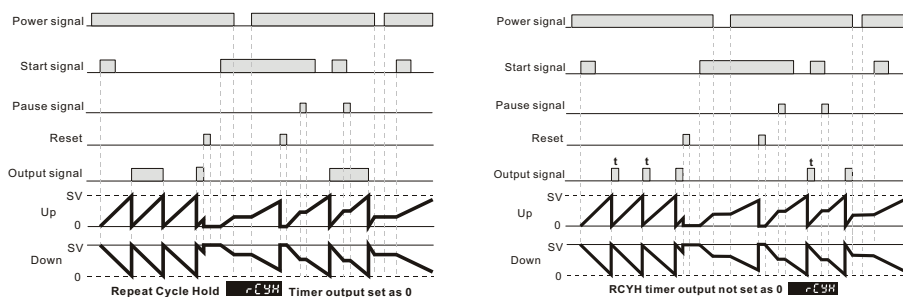 Power signal
Start signal
Pause signal
Reset
Output signal
SV
Up
0
SV
Down
0
Repeat Cycle Hold rCYH Timer output set as 0
Power signal
Start signal
Pause signal
Reset
t t t
Output signal
SV
Up
0
SV
Down
0
RCYH timer output not set as 0 rCYH